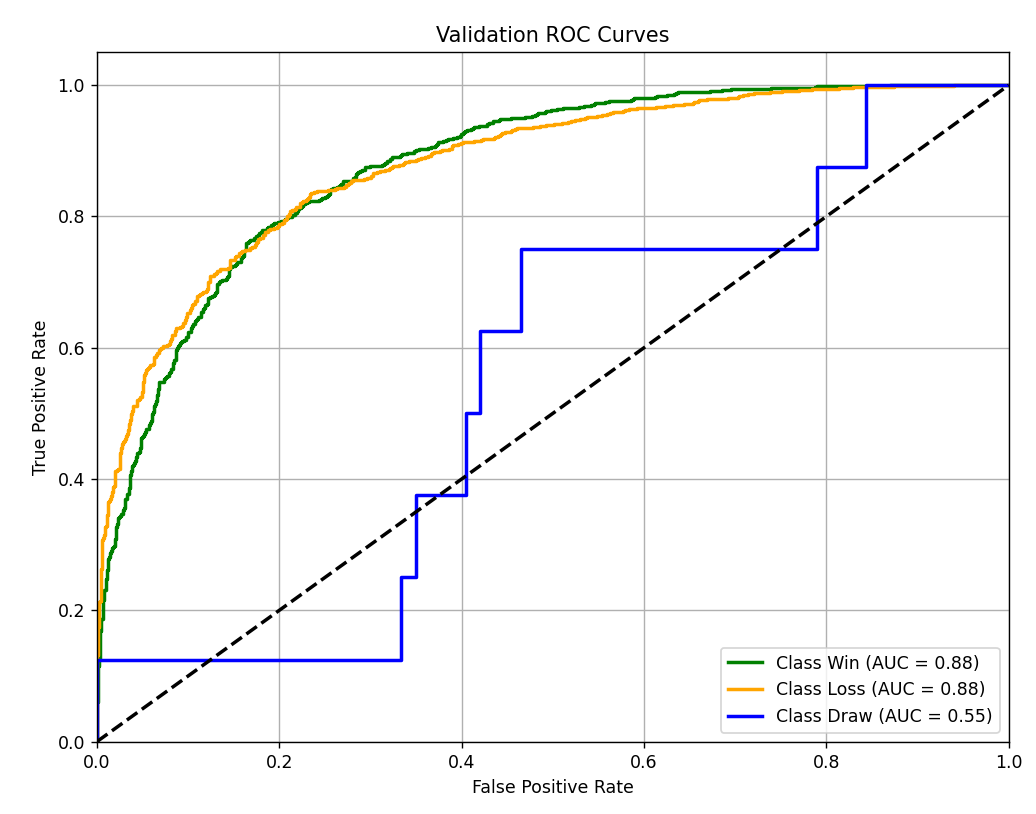 Validation ROC Curves
True Positive Rate
1.0
0.8
0.6
0.4
0.2
0.0
0.0 0.2 0.4 0.6 0.8 1.0
False Positive Rate
Class Win (AUC = 0.88)
Class Loss (AUC = 0.88)
Class Draw (AUC = 0.55)